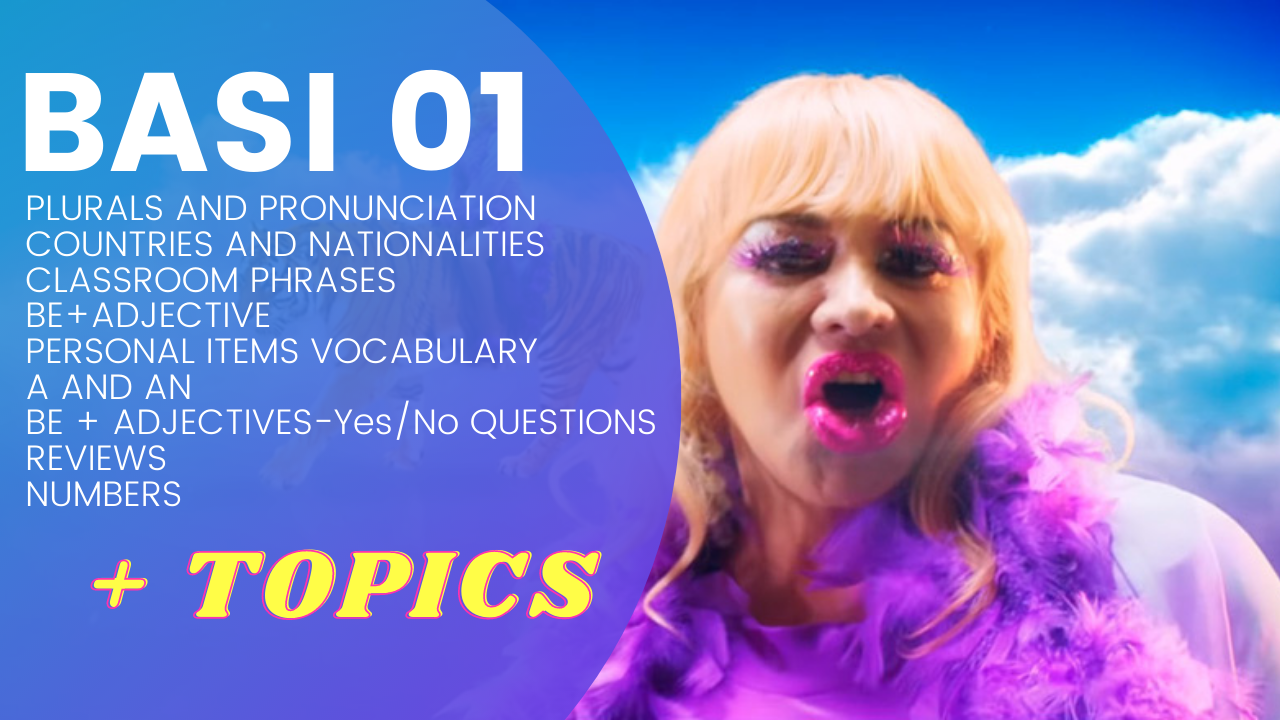 BASI 01
PLURALS AND PRONUNCIATION
COUNTRIES AND NATIONALITIES
CLASSROOM PHRASES
BE+ADJECTIVE
PERSONAL ITEMS VOCABULARY
A AND AN
BE + ADJECTIVES-Yes/No QUESTIONS
REVIEWS
NUMBERS
+ TOPICS